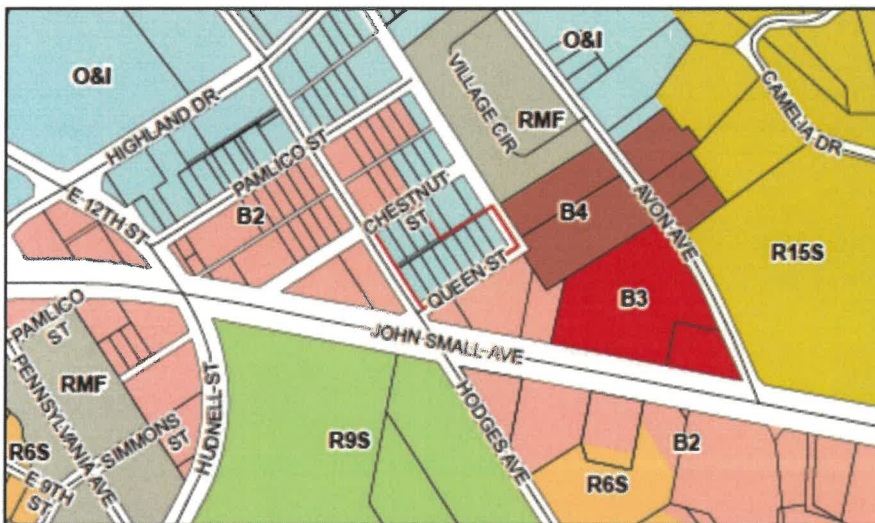 O&I
O&I
HIGHLAND DR
VILLAGE CIR
RMF
CAMELIA DR
PAMLICO ST
E 12TH ST
B2
CHESTNUT ST
B4
AVON AVE
R15S
QUEEN ST
B3
PAMLICO ST
JOHN SMALL AVE
RMF
PENNSYLVANIA AVE
SIMMONS ST
HUDNELL ST
HODGES AVE
R9S
B2
R6S
E 9TH ST
R6S